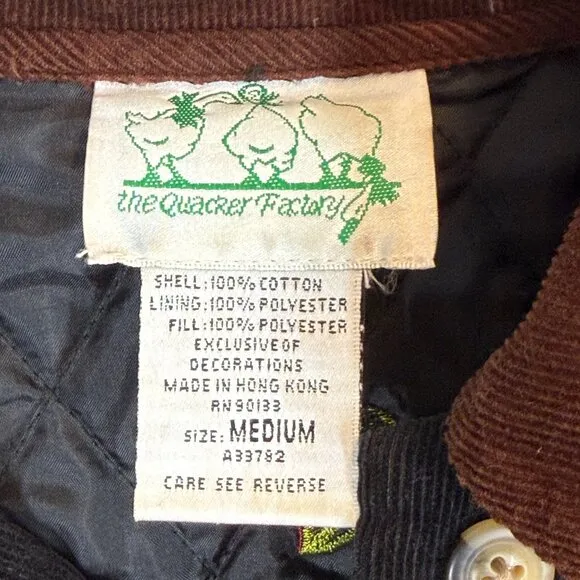 the Quacker Factory
SHELL:100% COTTON
LINING:100% POLYESTER
FILL:100% POLYESTER
EXCLUSIVE OF
DECORATIONS
MADE IN HONG KONG
RN 90133
SIZE: MEDIUM
A33782
CARE SEE REVERSE